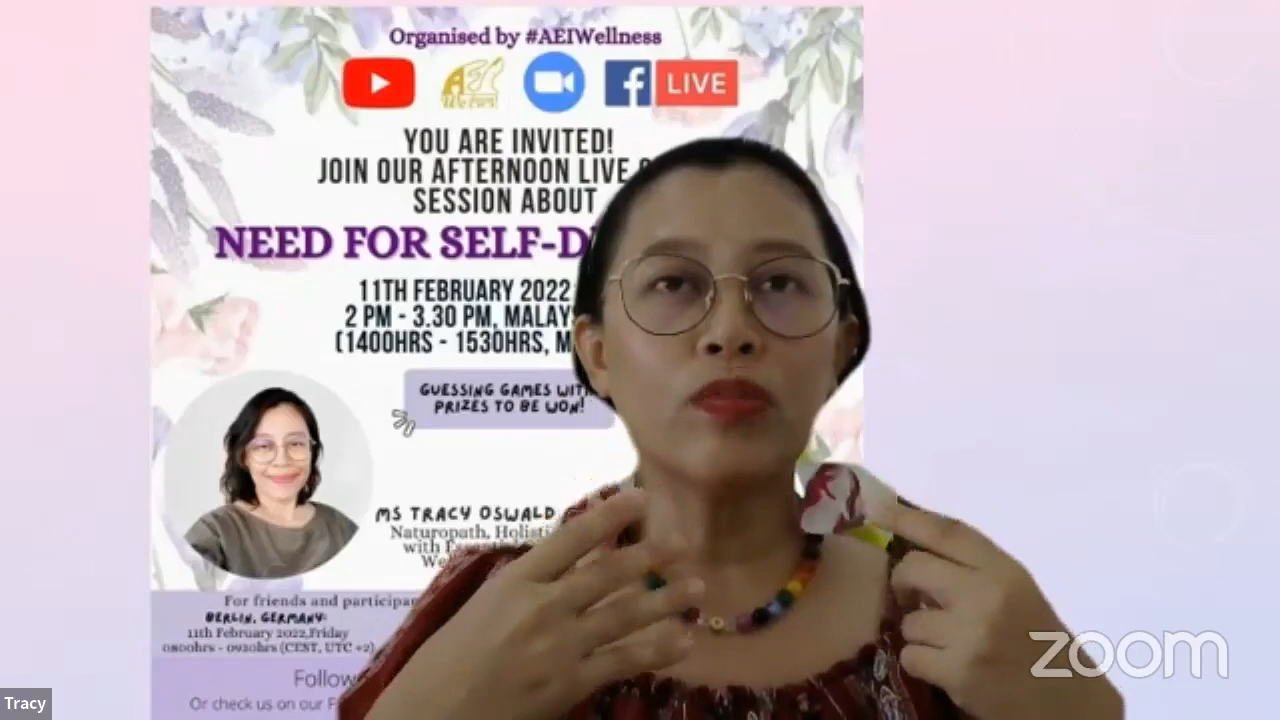 Organised by #AEIWellness
LIVE
YOU ARE INVITED!
JOIN OUR AFTERNOON LIVE
SESSION ABOUT
NEED FOR SELF-D
11TH FEBRUARY 2022
2 PM - 3.30 PM, MALAY
(1400HRS - 1530HRS, M
GUESSING GAMES WITH
PRIZES TO BE WON!
MS TRACY OSWALD
Naturopath, Holisti
with Essenti
We
For friends and participa
BERLIN, GERMANY:
11th February 2022,Friday
0800hrs - 0930hrs (CEST, UTC +2)
Follow
Or check us on our F
zoom
Tracy